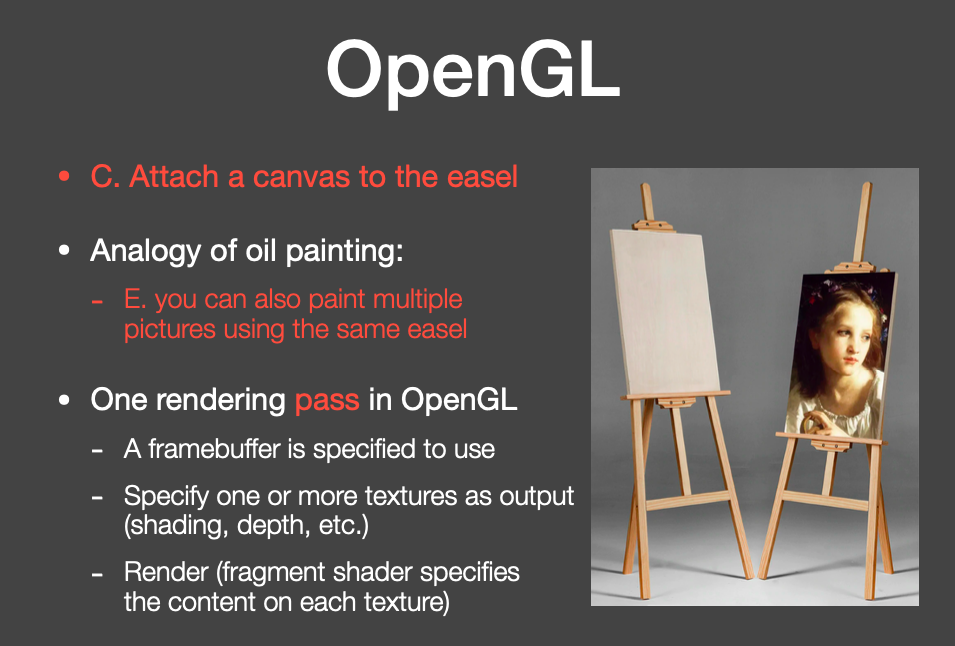 OpenGL
• C. Attach a canvas to the easel
• Analogy of oil painting:
- E. you can also paint multiple
pictures using the same easel
• One rendering pass in OpenGL
- A framebuffer is specified to use
- Specify one or more textures as output
(shading, depth, etc.)
- Render (fragment shader specifies
the content on each texture)